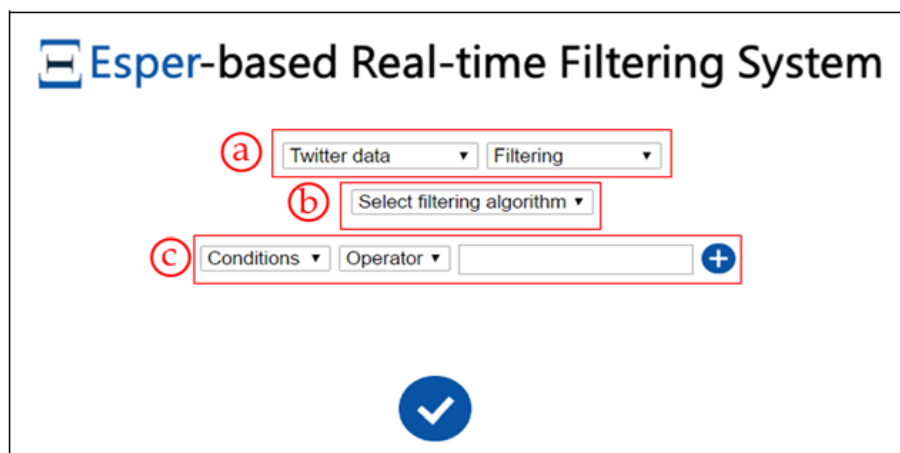 Esper-based Real-time Filtering System
a Twitter data Filtering
b Select filtering algorithm
c Conditions Operator